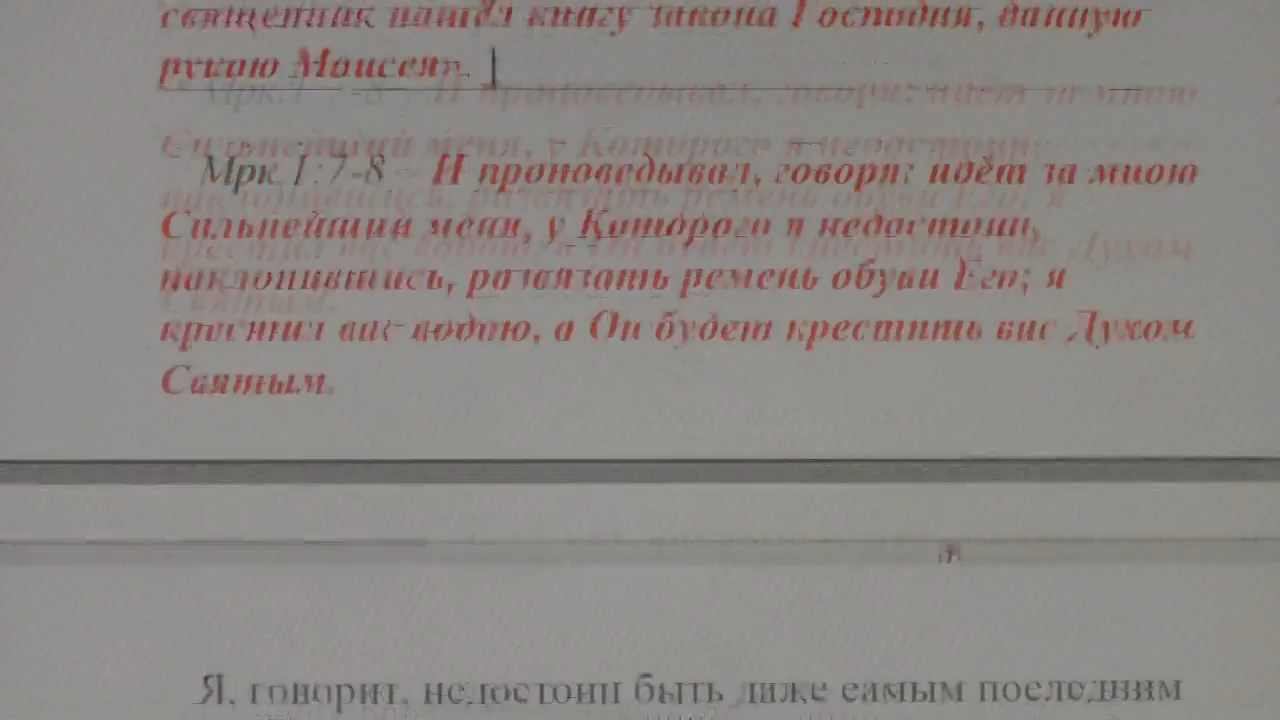 священник нашёл книгу закона Господня, данную
рукою Моисея».
Мрк.1:7-8 И проповедывал, говоря: идёт за мною
Сильнейший меня, у Которого я недостоин,
наклонившись, развязать ремень обуви Его; я
крестил вас водою, а Он будет крестить вас Духом
Святым.
Я, говорит, недостоин быть даже самым последним